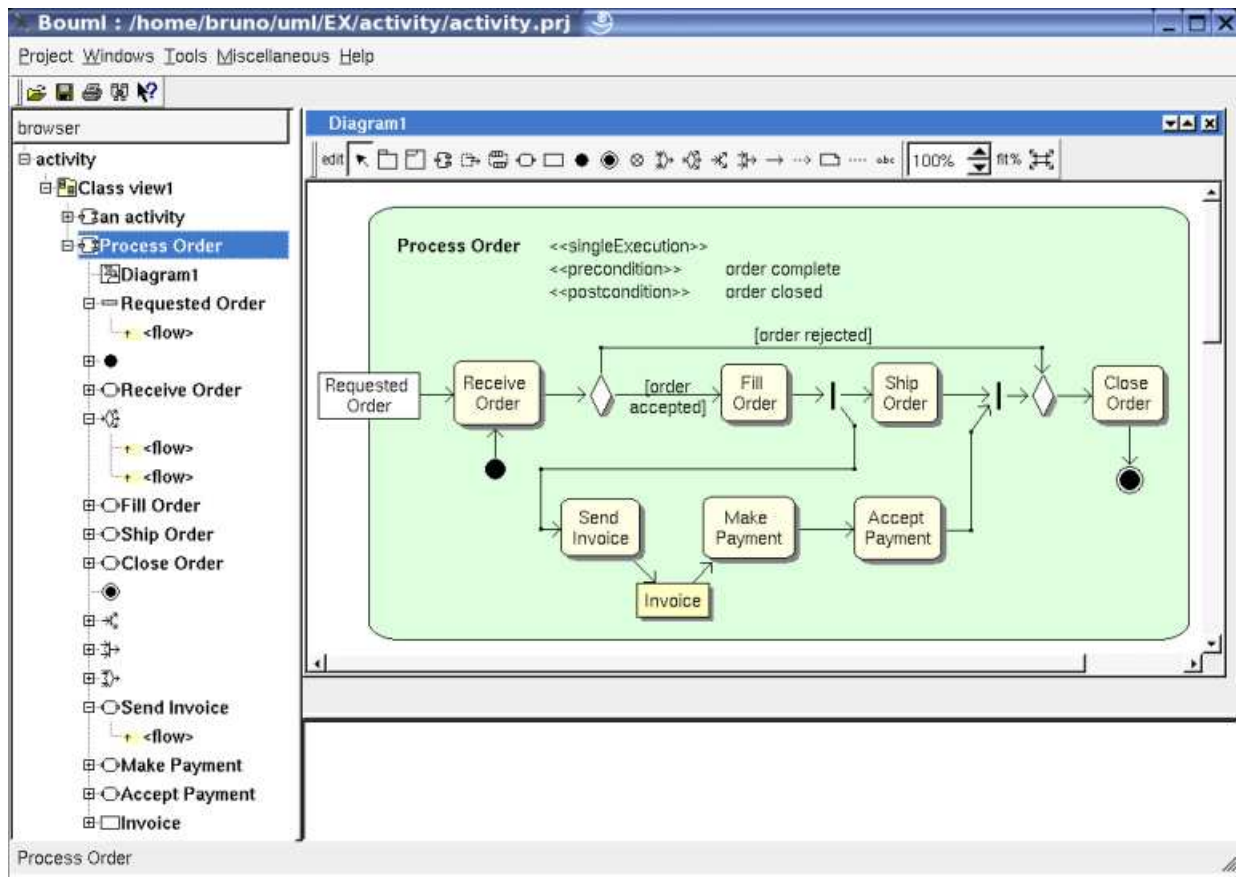 Bouml : /home/bruno/uml/EX/activity/activity.prj
Project Windows Tools Miscellaneous Help
browser
activity
Class view1
an activity
Process Order
Diagram1
Requested Order
<flow>
Receive Order
<flow>
<flow>
Fill Order
Ship Order
Close Order
Send Invoice
<flow>
Make Payment
Accept Payment
Invoice
Diagram1
edit
abc
100%
fit%
Process Order <<singleExecution>>
<<precondition>> order complete
<<postcondition>> order closed
[order rejected]
Requested
Order
Receive
Order
[order
accepted]
Fill
Order
Ship
Order
Close
Order
Send
Invoice
Make
Payment
Accept
Payment
Invoice
Process Order